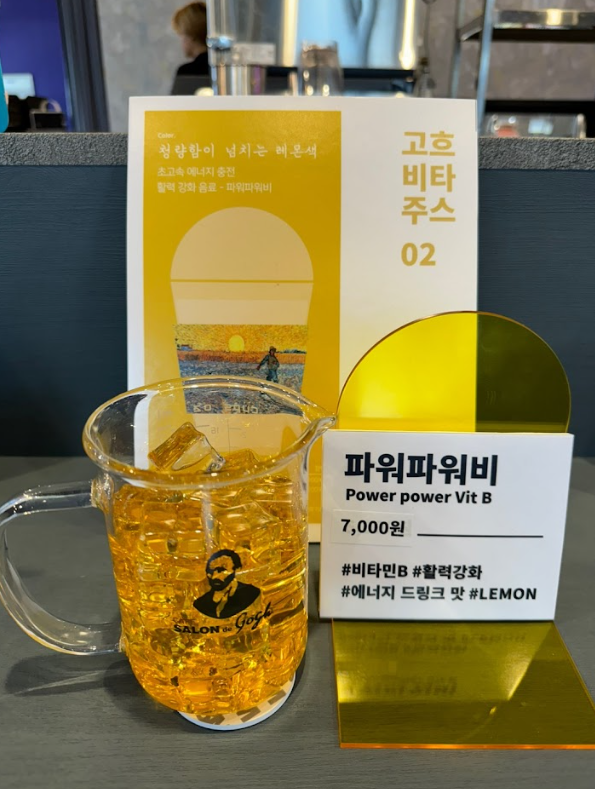 Color.
청량함이 넘치는 레몬색
초고속 에너지 충전
활력 강화 음료 - 파워파워비
고흐
비타
주스
02
파워파워비
Power power Vit B
7,000원
#비타민B #활력강화
#에너지 드링크 맛 #LEMON
SALON de Gogh